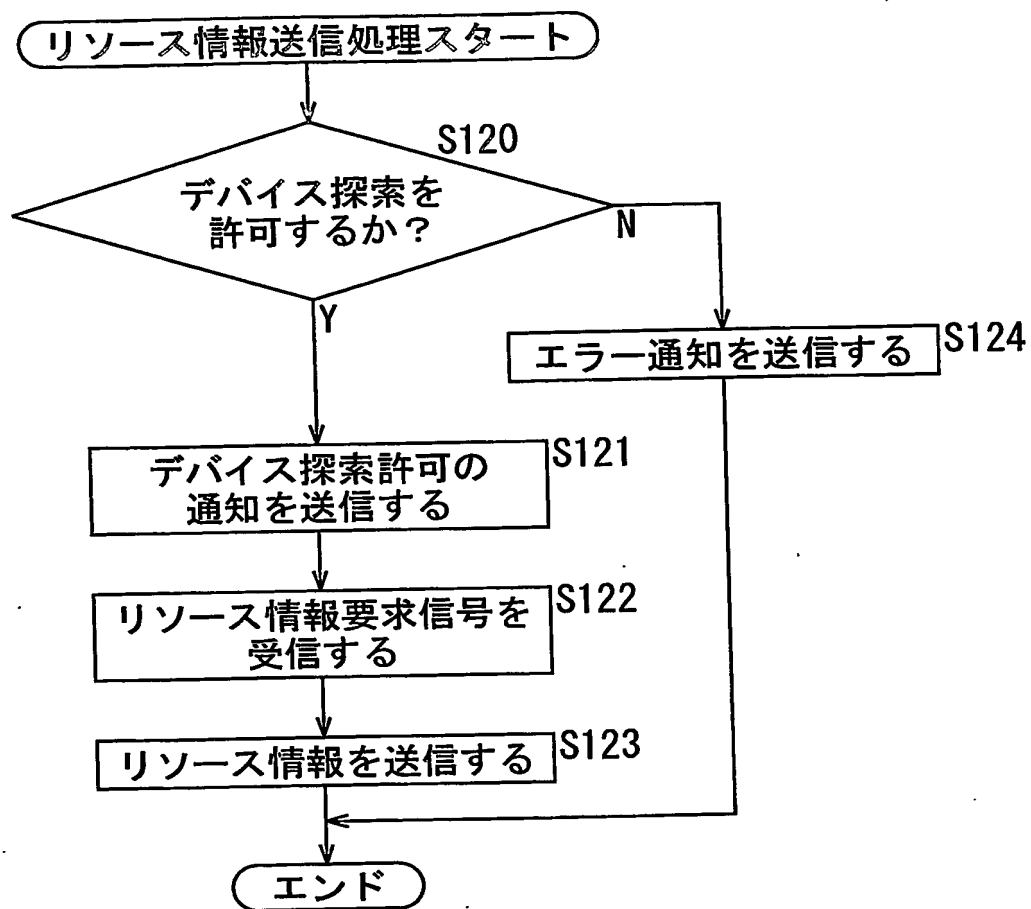 リソース情報送信処理スタート
S120
デバイス探索を
許可するか？
N
Y
エラー通知を送信する
S124
デバイス探索許可の
通知を送信する
S121
リソース情報要求信号を
受信する
S122
リソース情報を送信する
S123
エンド